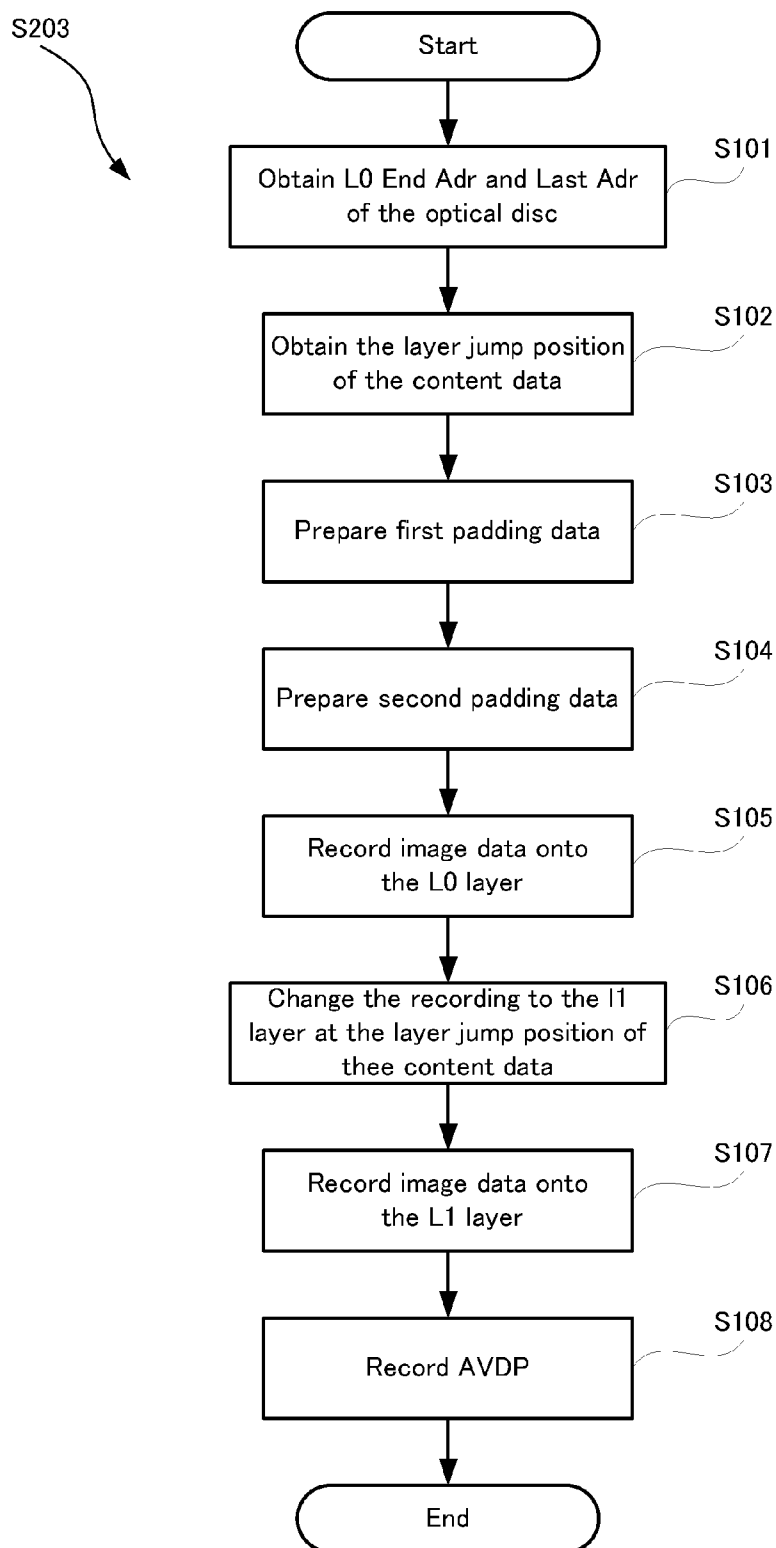 S203
Start
S101
Obtain L0 End Adr and Last Adr
of the optical disc
S102
Obtain the layer jump position
of the content data
S103
Prepare first padding data
S104
Prepare second padding data
S105
Record image data onto
the L0 layer
S106
Change the recording to the l1
layer at the layer jump position of
thee content data
S107
Record image data onto
the L1 layer
S108
Record AVDP
End